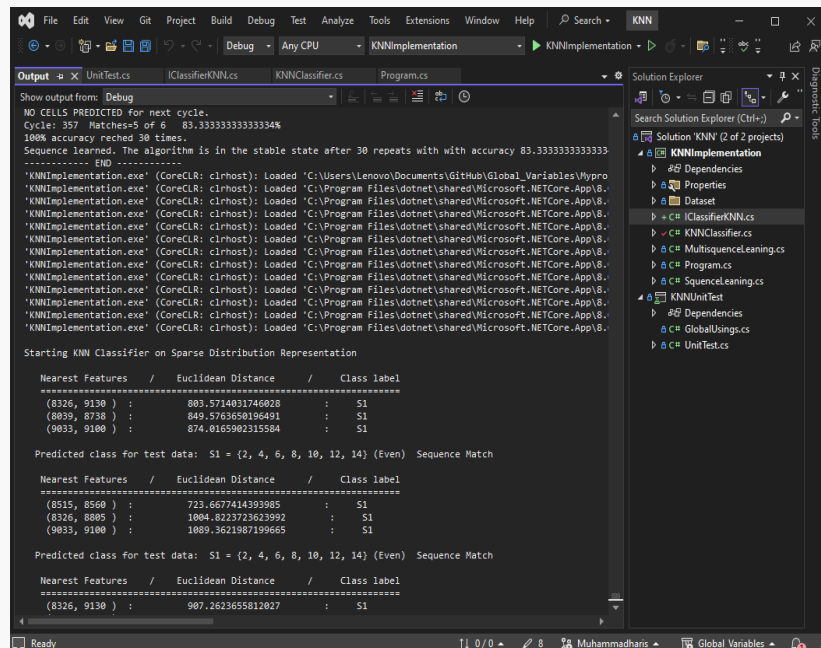 File Edit View Git Project Build Debug Test Analyze Tools Extensions Window Help Search KNN
Debug Any CPU KNNImplementation KNNImplementation
Output UnitTest.cs IClassifierKNN.cs KNNClassifier.cs Program.cs
Show output from: Debug
NO CELLS PREDICTED for next cycle.
Cycle: 357 Matches=5 of 6 83.33333333333334%
100% accuracy reched 30 times.
Sequence learned. The algorithm is in the stable state after 30 repeats with with accuracy 83.3333333333334
------------ END ------------
'KNNImplementation.exe' (CoreCLR: clrhost): Loaded 'C:\Users\Lenovo\Documents\GitHub\Global_Variables\Mypro
'KNNImplementation.exe' (CoreCLR: clrhost): Loaded 'C:\Program Files\dotnet\shared\Microsoft.NETCore.App\8.
'KNNImplementation.exe' (CoreCLR: clrhost): Loaded 'C:\Program Files\dotnet\shared\Microsoft.NETCore.App\8.
'KNNImplementation.exe' (CoreCLR: clrhost): Loaded 'C:\Program Files\dotnet\shared\Microsoft.NETCore.App\8.
'KNNImplementation.exe' (CoreCLR: clrhost): Loaded 'C:\Program Files\dotnet\shared\Microsoft.NETCore.App\8.
'KNNImplementation.exe' (CoreCLR: clrhost): Loaded 'C:\Program Files\dotnet\shared\Microsoft.NETCore.App\8.
'KNNImplementation.exe' (CoreCLR: clrhost): Loaded 'C:\Program Files\dotnet\shared\Microsoft.NETCore.App\8.
'KNNImplementation.exe' (CoreCLR: clrhost): Loaded 'C:\Program Files\dotnet\shared\Microsoft.NETCore.App\8.
'KNNImplementation.exe' (CoreCLR: clrhost): Loaded 'C:\Program Files\dotnet\shared\Microsoft.NETCore.App\8.
'KNNImplementation.exe' (CoreCLR: clrhost): Loaded 'C:\Program Files\dotnet\shared\Microsoft.NETCore.App\8.
'KNNImplementation.exe' (CoreCLR: clrhost): Loaded 'C:\Program Files\dotnet\shared\Microsoft.NETCore.App\8.
'KNNImplementation.exe' (CoreCLR: clrhost): Loaded 'C:\Program Files\dotnet\shared\Microsoft.NETCore.App\8.
'KNNImplementation.exe' (CoreCLR: clrhost): Loaded 'C:\Program Files\dotnet\shared\Microsoft.NETCore.App\8.
Starting KNN Classifier on Sparse Distribution Representation
Nearest Features / Euclidean Distance / Class label
============================================================
(8326, 9130 ) : 803.5714031746028 : S1
(8039, 8738 ) : 849.5763650196491 : S1
(9033, 9100 ) : 874.0165902315584 : S1
Predicted class for test data: S1 = {2, 4, 6, 8, 10, 12, 14} (Even) Sequence Match
Nearest Features / Euclidean Distance / Class label
============================================================
(8515, 8560 ) : 723.6677414393985 : S1
(8326, 8805 ) : 1004.8223723623992 : S1
(9033, 9100 ) : 1089.3621987199665 : S1
Predicted class for test data: S1 = {2, 4, 6, 8, 10, 12, 14} (Even) Sequence Match
Nearest Features / Euclidean Distance / Class label
============================================================
(8326, 9130 ) : 907.2623655812027 : S1
Solution Explorer
Search Solution Explorer (Ctrl+;)
Solution 'KNN' (2 of 2 projects)
KNNImplementation
Dependencies
Properties
Dataset
C# IClassifierKNN.cs
C# KNNClassifier.cs
C# MultisquenceLeaning.cs
C# Program.cs
C# SquenceLeaning.cs
KNNUnitTest
Dependencies
C# GlobalUsings.cs
C# UnitTest.cs
Diagnostic Tools
Ready 0 / 0 8 Muhammadharis Global Variables